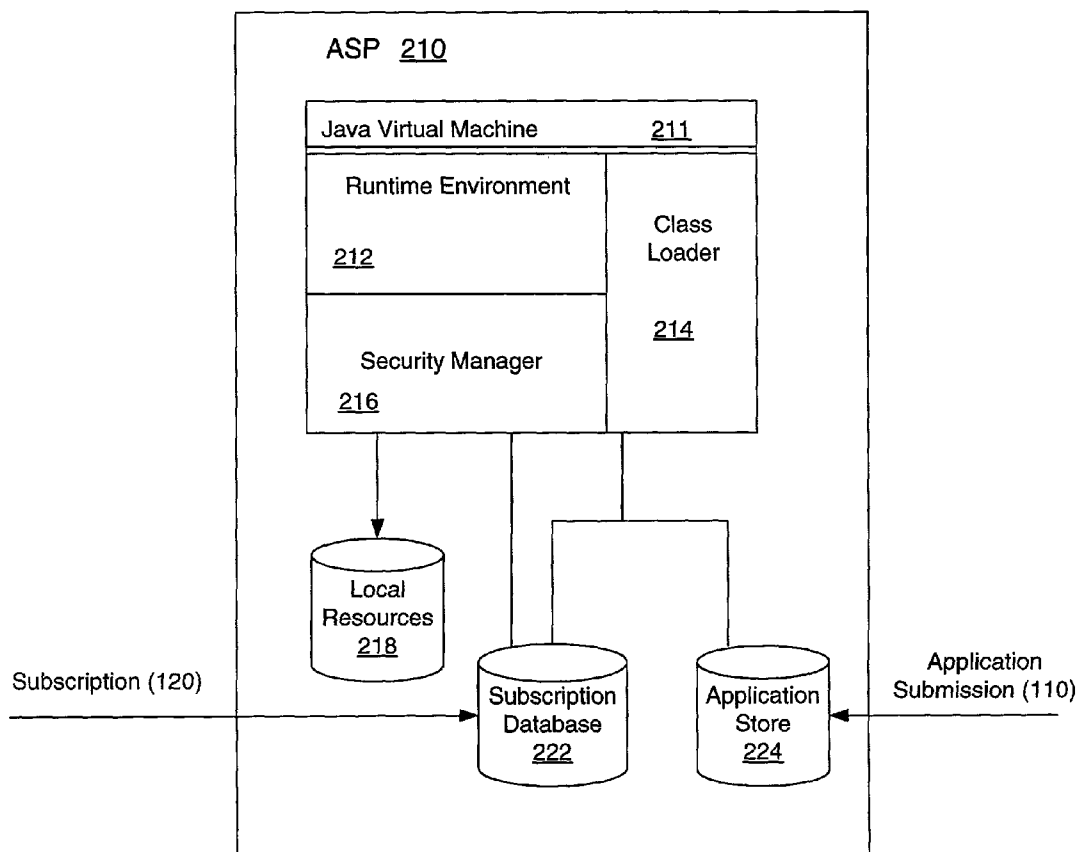 ASP 210
Java Virtual Machine 211
Runtime Environment
212
Class
Loader
214
Security Manager
216
Local
Resources
218
Subscription (120)
Subscription
Database
222
Application
Store
224
Application
Submission (110)